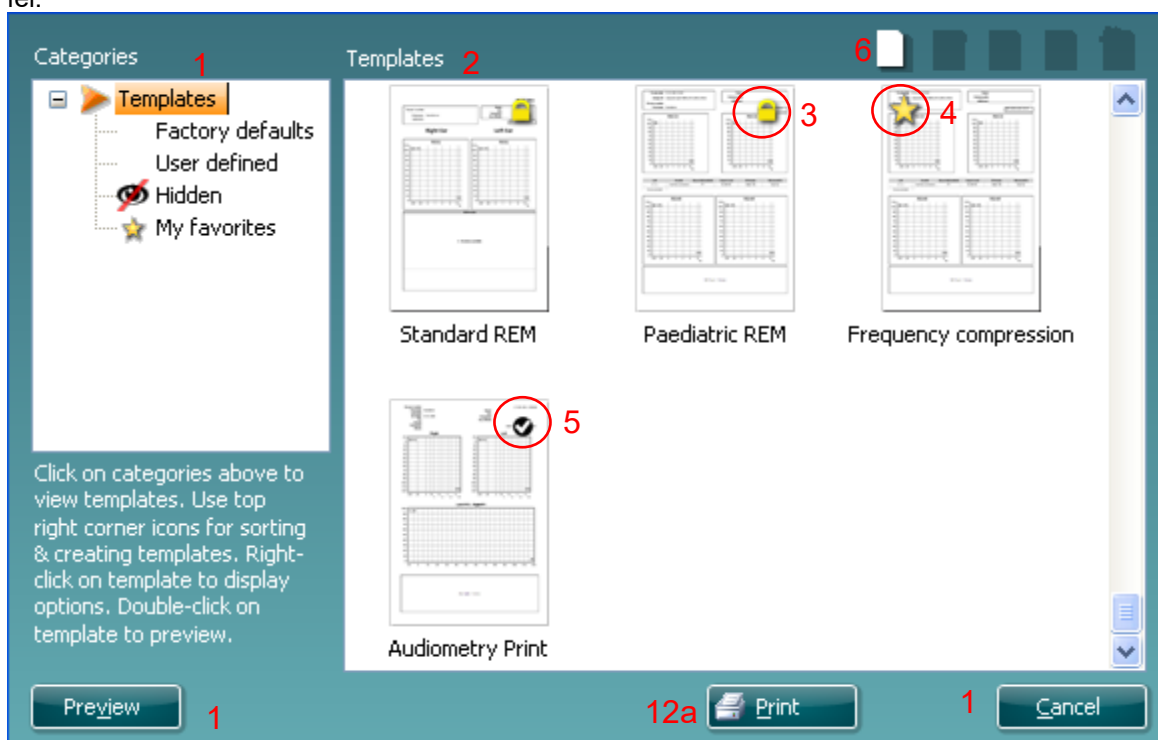 Categories 1
Templates 2
6
Templates
Factory defaults
User defined
Hidden
My favorites
3
4
Standard REM
Paediatric REM
Frequency compression
5
Audiometry Print
Click on categories above to
view templates. Use top
right corner icons for sorting
& creating templates. Right-
click on template to display
options. Double-click on
template to preview.
Preview
1
12a
Print
1
Cancel